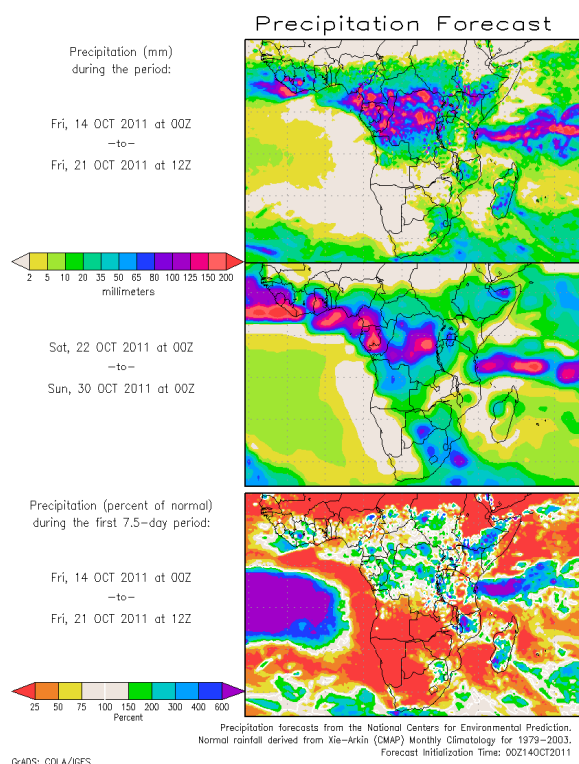 Precipitation Forecast
Precipitation (mm)
during the period:
Fri, 14 OCT 2011 at 00Z
—to—
Fri, 21 OCT 2011 at 12Z
2 5 10 20 35 50 65 80 100 125 150 200
millimeters
Sat, 22 OCT 2011 at 00Z
—to—
Sun, 30 OCT 2011 at 00Z
Precipitation (percent of normal)
during the first 7.5-day period:
Fri, 14 OCT 2011 at 00Z
—to—
Fri, 21 OCT 2011 at 12Z
25 50 75 100 150 200 300 400 600
Percent
Precipitation forecasts from the National Centers for Environmental Prediction.
Normal rainfall derived from Xie-Arkin (CMAP) Monthly Climatology for 1979-2003.
Forecast Initialization Time: 00Z14OCT2011
GrADS: COLA/IGES